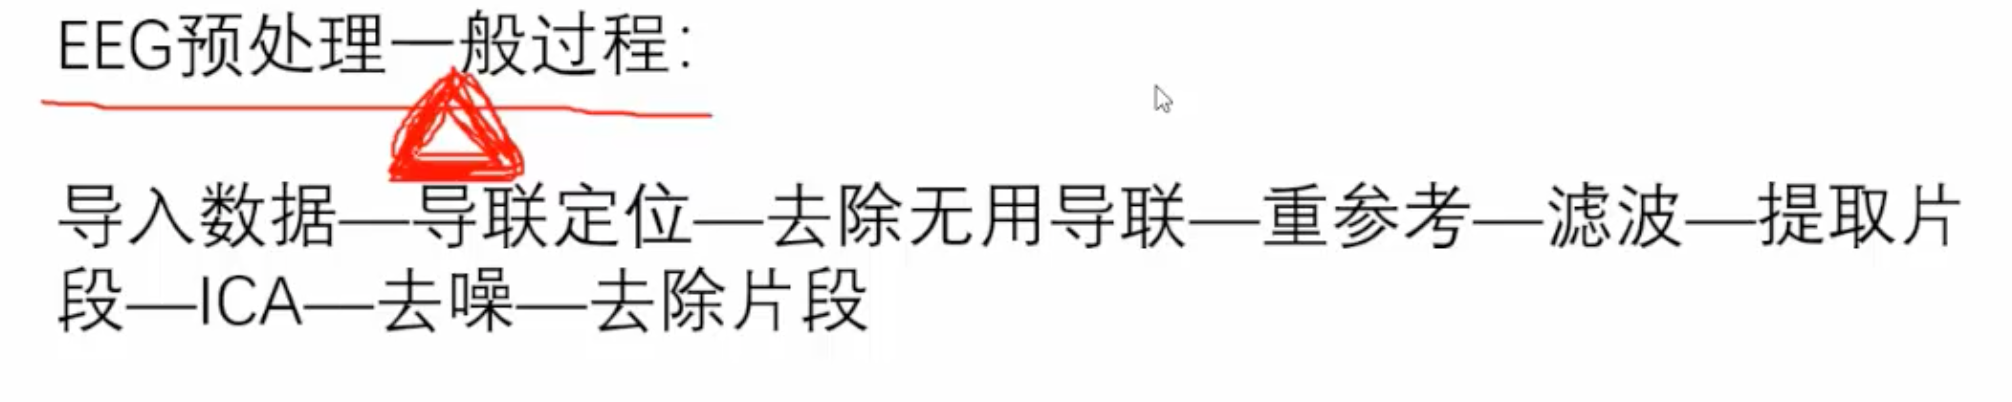 EEG预处理一般过程：
导入数据—导联定位—去除无用导联—重参考—滤波—提取片
段—ICA—去噪—去除片段